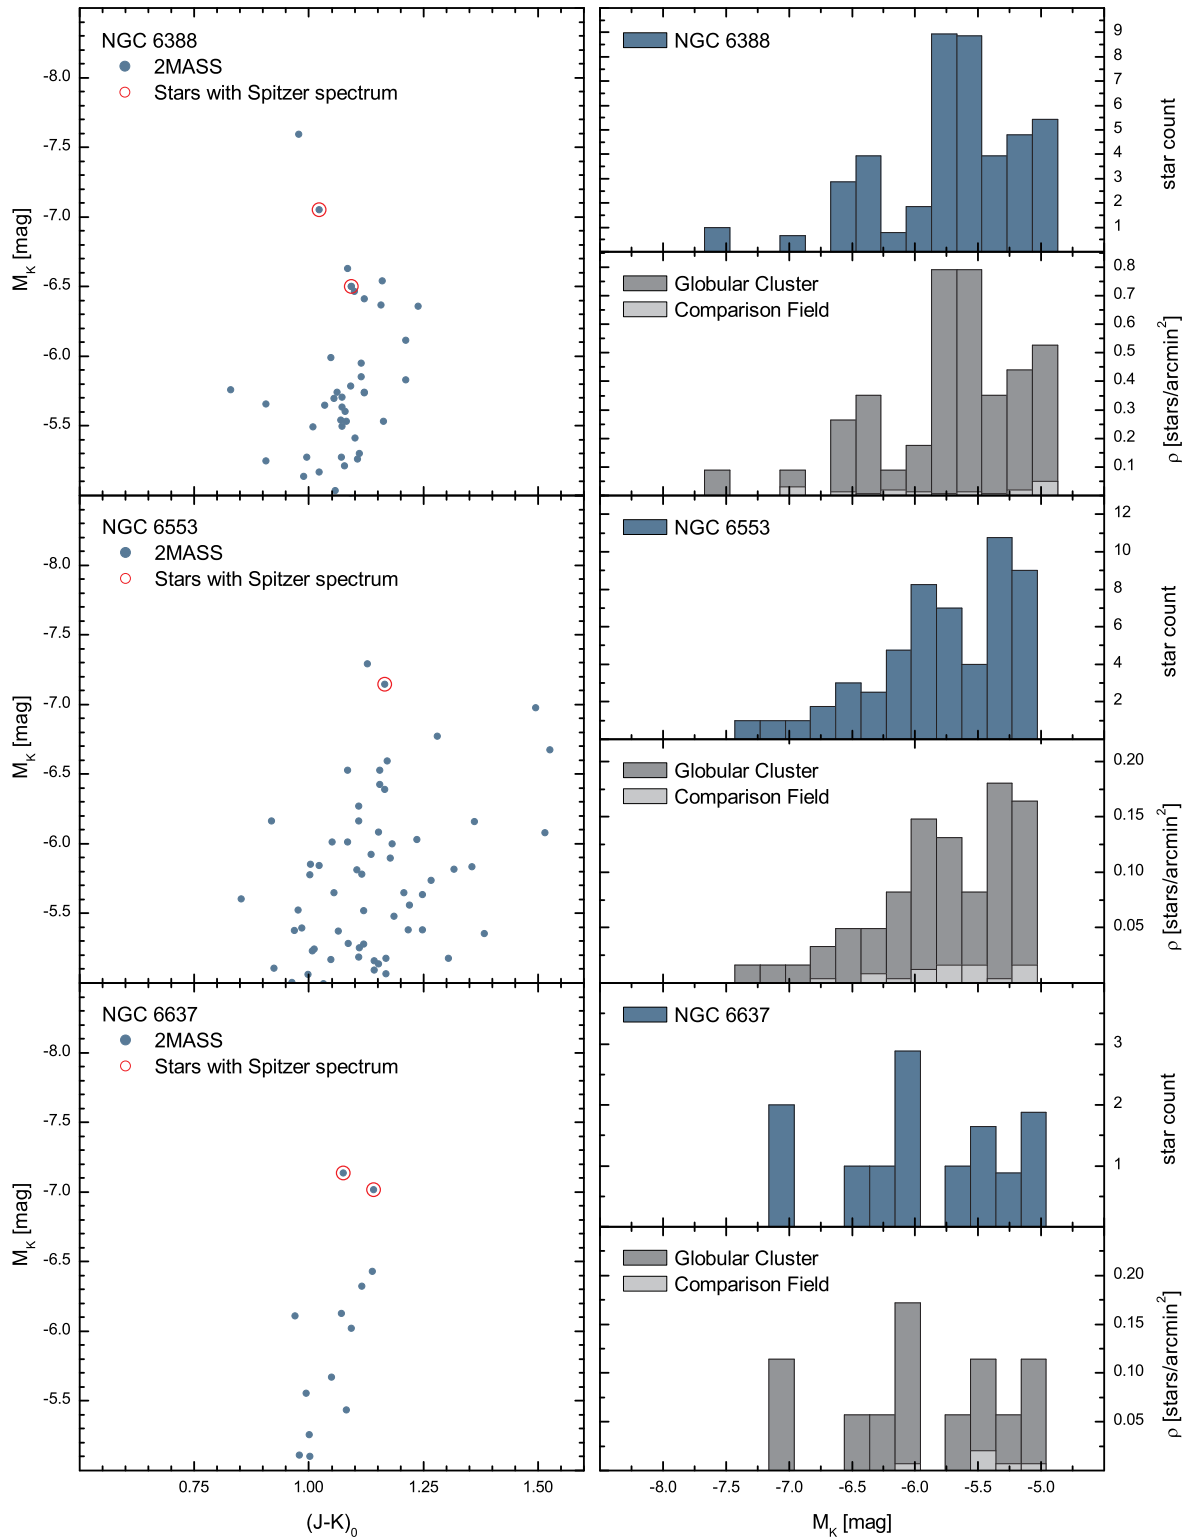 NGC 6388
2MASS
Stars with Spitzer spectrum
-8.0
-7.5
-7.0
-6.5
-6.0
-5.5
M_K [mag]
NGC 6388
9
8
7
6
5
4
3
2
1
star count
Globular Cluster
Comparison Field
0.8
0.7
0.6
0.5
0.4
0.3
0.2
0.1
ρ [stars/arcmin²]
NGC 6553
2MASS
Stars with Spitzer spectrum
-8.0
-7.5
-7.0
-6.5
-6.0
-5.5
M_K [mag]
NGC 6553
12
10
8
6
4
2
star count
Globular Cluster
Comparison Field
0.20
0.15
0.10
0.05
ρ [stars/arcmin²]
NGC 6637
2MASS
Stars with Spitzer spectrum
-8.0
-7.5
-7.0
-6.5
-6.0
-5.5
M_K [mag]
0.75 1.00 1.25 1.50
(J-K)₀
NGC 6637
3
2
1
star count
Globular Cluster
Comparison Field
0.20
0.15
0.10
0.05
ρ [stars/arcmin²]
-8.0 -7.5 -7.0 -6.5 -6.0 -5.5 -5.0
M_K [mag]